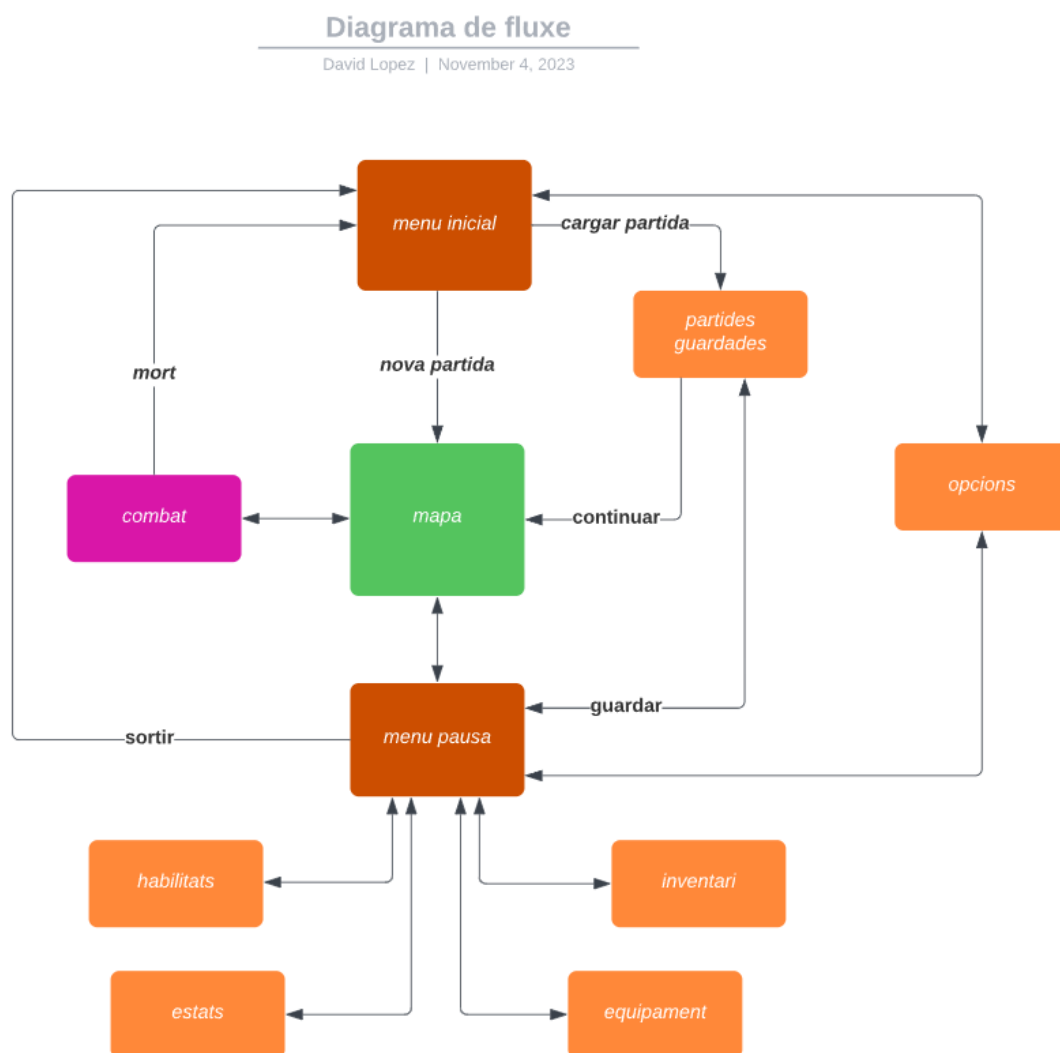 Diagrama de fluxe
David Lopez | November 4, 2023
menu inicial
cargar partida
partides
guardades
mort
nova partida
opcions
combat
mapa
continuar
guardar
sortir
menu pausa
habilitats
inventari
estats
equipament